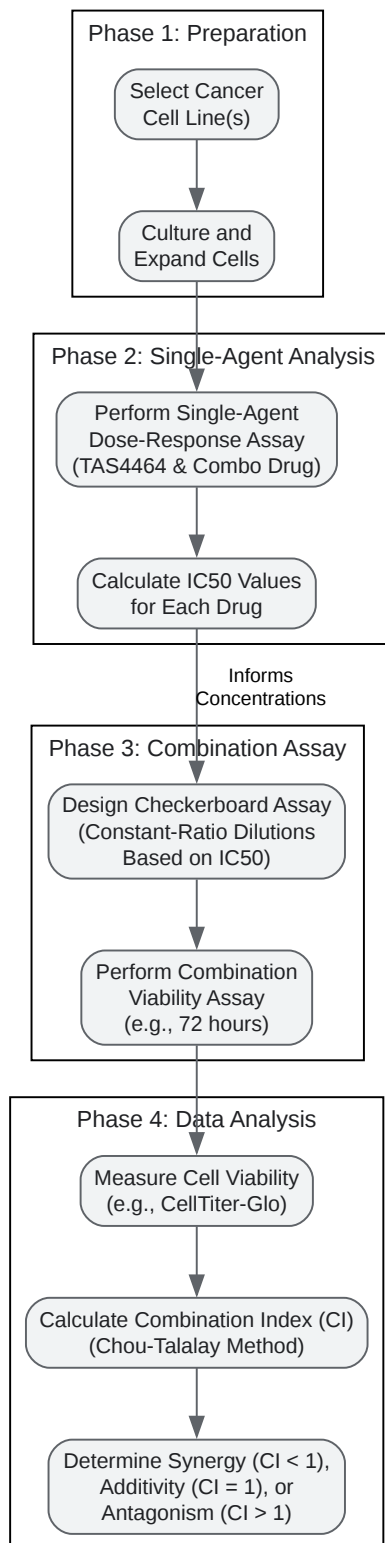 Phase 1: Preparation
Select Cancer
Cell Line(s)
Culture and
Expand Cells
Phase 2: Single-Agent Analysis
Perform Single-Agent
Dose-Response Assay
(TAS4464 & Combo Drug)
Calculate IC50 Values
for Each Drug
Informs
Concentrations
Phase 3: Combination Assay
Design Checkerboard Assay
(Constant-Ratio Dilutions
Based on IC50)
Perform Combination
Viability Assay
(e.g., 72 hours)
Phase 4: Data Analysis
Measure Cell Viability
(e.g., CellTiter-Glo)
Calculate Combination Index (CI)
(Chou-Talalay Method)
Determine Synergy (CI < 1),
Additivity (CI = 1), or
Antagonism (CI > 1)